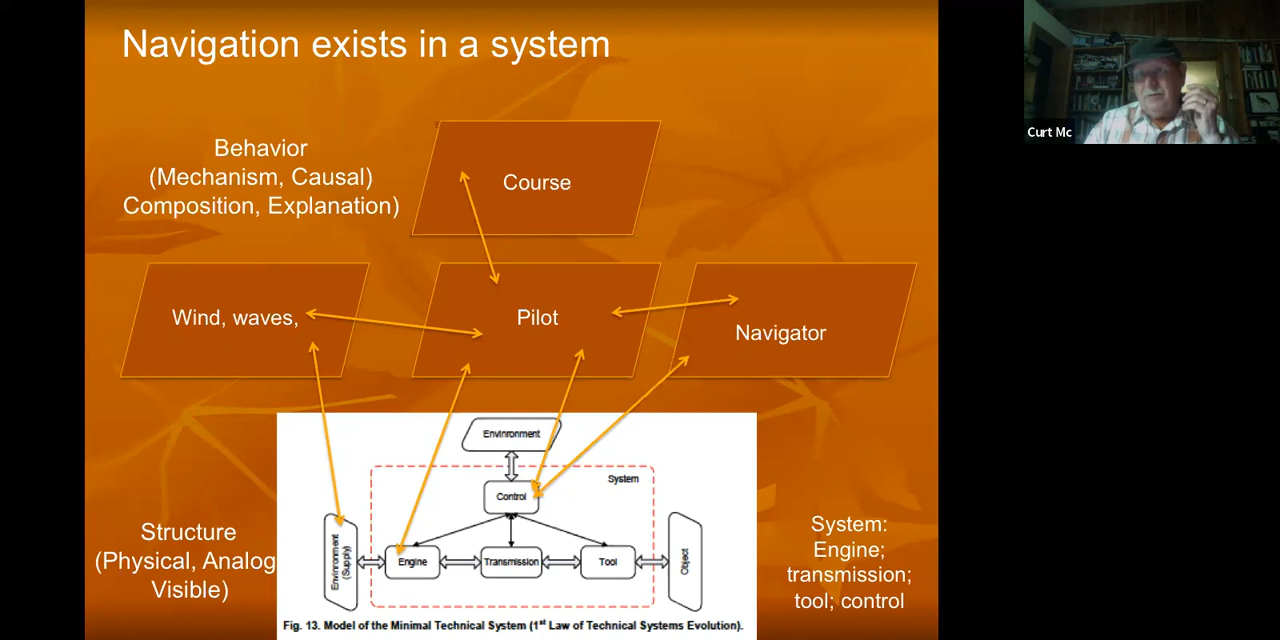 Navigation exists in a system
Curt Mc
Behavior
(Mechanism, Causal)
Composition, Explanation)
Course
Wind, waves,
Pilot
Navigator
Envinronment
System
Control
Structure
(Physical, Analog
Visible)
Envinronment
(Supply)
Engine
Transmission
Tool
Object
System:
Engine;
transmission;
tool; control
Fig. 13. Model of the Minimal Technical System (1st Law of Technical Systems Evolution).